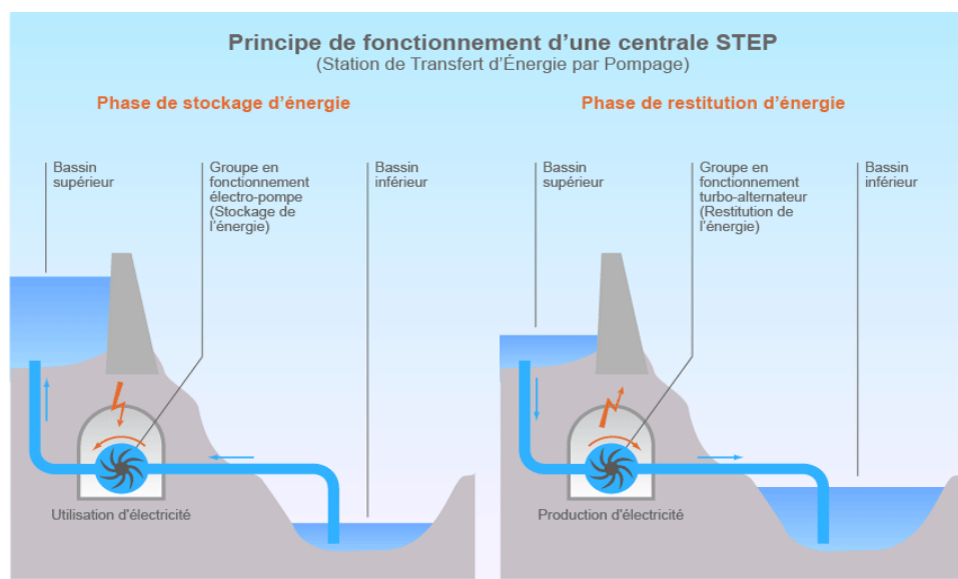 Principe de fonctionnement d'une centrale STEP
(Station de Transfert d'Énergie par Pompage)
Phase de stockage d'énergie
Bassin
supérieur
Groupe en
fonctionnement
électro-pompe
(Stockage de
l'énergie)
Bassin
inférieur
Utilisation d'électricité
Phase de restitution d'énergie
Bassin
supérieur
Groupe en
fonctionnement
turbo-alternateur
(Restitution de
l'énergie)
Bassin
inférieur
Production d'électricité